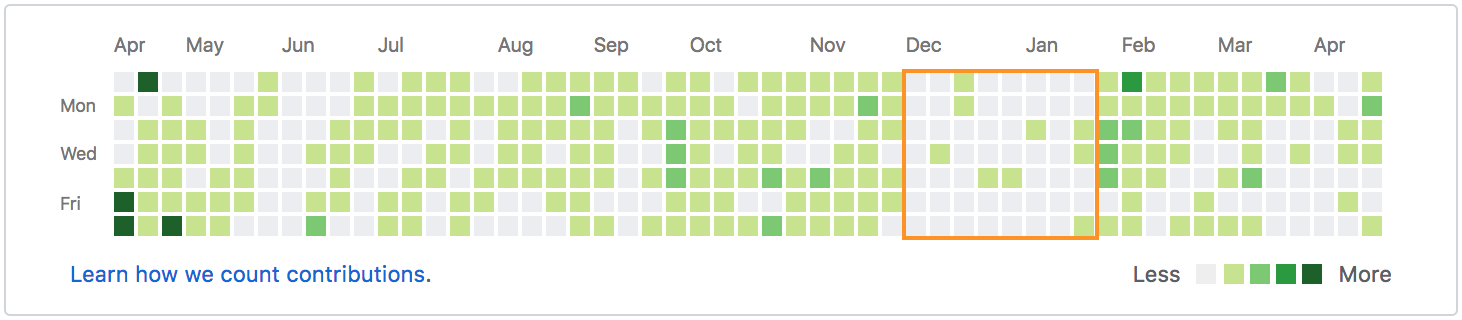 Apr May Jun Jul Aug Sep Oct Nov Dec Jan Feb Mar Apr
Mon
Wed
Fri
Learn how we count contributions. Less More